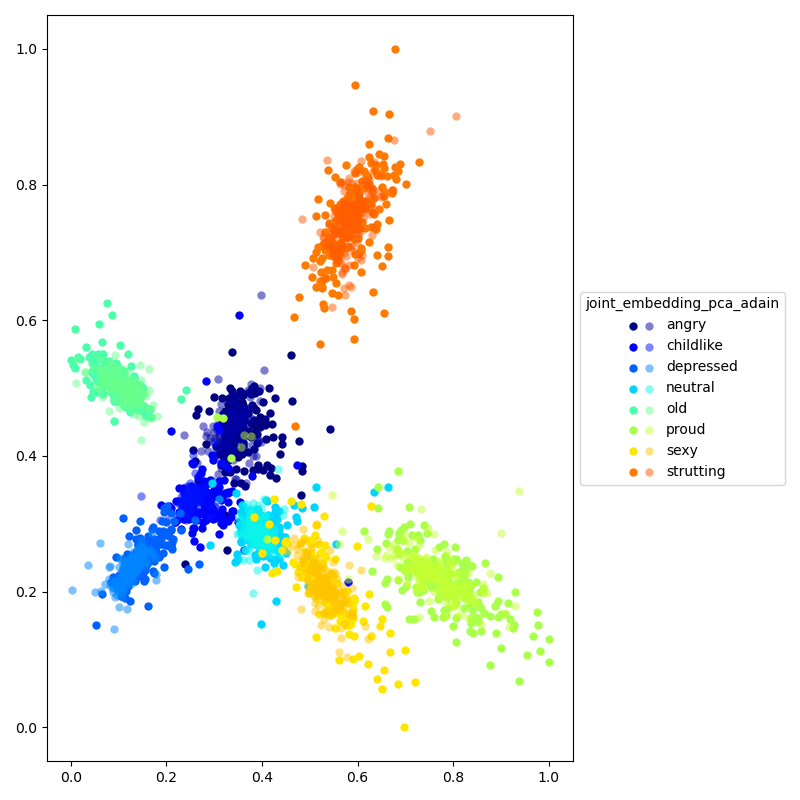 1.0
0.8
0.6
0.4
0.2
0.0
0.0 0.2 0.4 0.6 0.8 1.0
joint_embedding_pca_adain
angry
childlike
depressed
neutral
old
proud
sexy
strutting